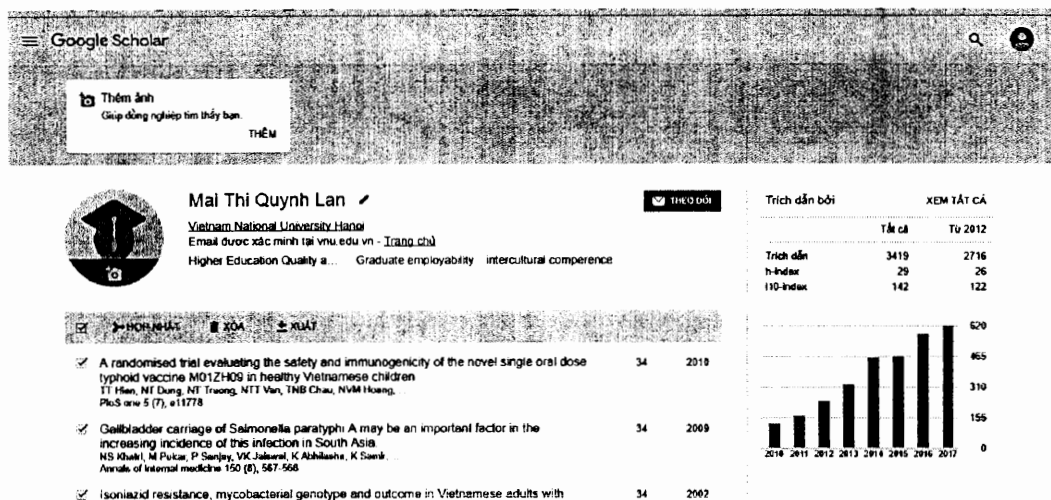 Google Scholar
Thêm ảnh
Giúp đồng nghiệp tìm thấy bạn.
THÊM
Mai Thi Quynh Lan
THEO DÕI
Vietnam National University Hanoi
Email được xác minh tại vnu.edu.vn - Trang chủ
Higher Education Quality a... Graduate employability intercultural comperence
HỢP NHẤT XÓA XUẤT
A randomised trial evaluating the safety and immunogenicity of the novel single oral dose
typhoid vaccine M01ZH09 in healthy Vietnamese children
34 2010
TT Hien, NT Dung, NT Truong, NTT Van, TNB Chau, NVM Hoang, ...
PloS one 5 (7), e11778
Gallbladder carriage of Salmonella paratyphi A may be an important factor in the
increasing incidence of this infection in South Asia.
34 2009
NS Khatri, M Pukar, P Sanjay, VK Jaiswal, K Abhilasha, K Samir, ...
Annals of internal medicine 150 (8), 567-568
Isoniazid resistance, mycobacterial genotype and outcome in Vietnamese adults with
34 2002
Trích dẫn bởi XEM TẤT CẢ
Tất cả Từ 2012
Trích dẫn 3419 2716
h-index 29 26
i10-index 142 122
620
465
310
155
0
2010 2011 2012 2013 2014 2015 2016 2017